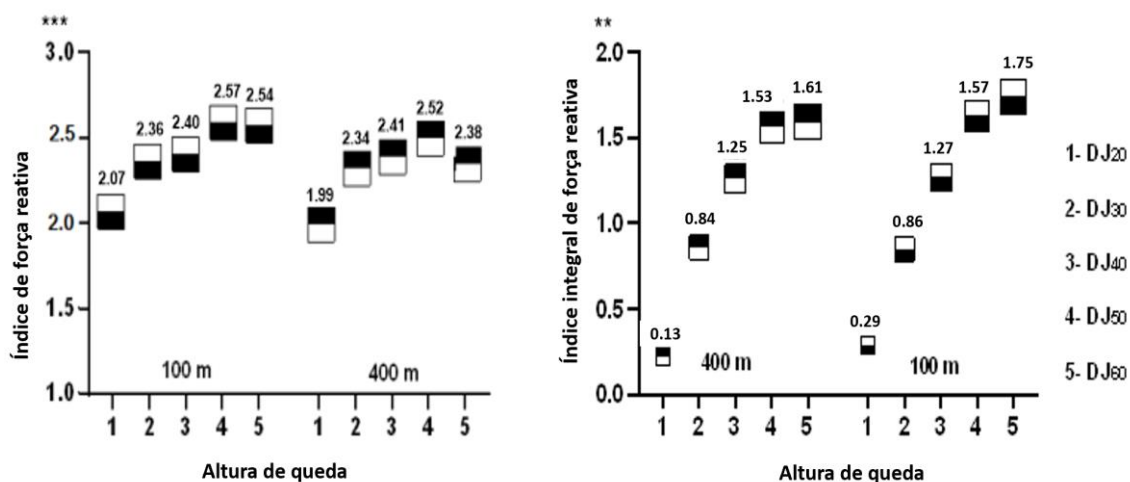 ***
3.0
2.5
2.0
1.5
1.0
Índice de força reativa
2.07
2.36
2.40
2.57
2.54
1.99
2.34
2.41
2.52
2.38
100 m
400 m
1 2 3 4 5 1 2 3 4 5
Altura de queda
**
2.0
1.5
1.0
0.5
0.0
Índice integral de força reativa
0.13
0.84
1.25
1.53
1.61
0.29
0.86
1.27
1.57
1.75
400 m
100 m
1 2 3 4 5 1 2 3 4 5
Altura de queda
1- DJ20
2- DJ30
3- DJ40
4- DJ50
5- DJ60